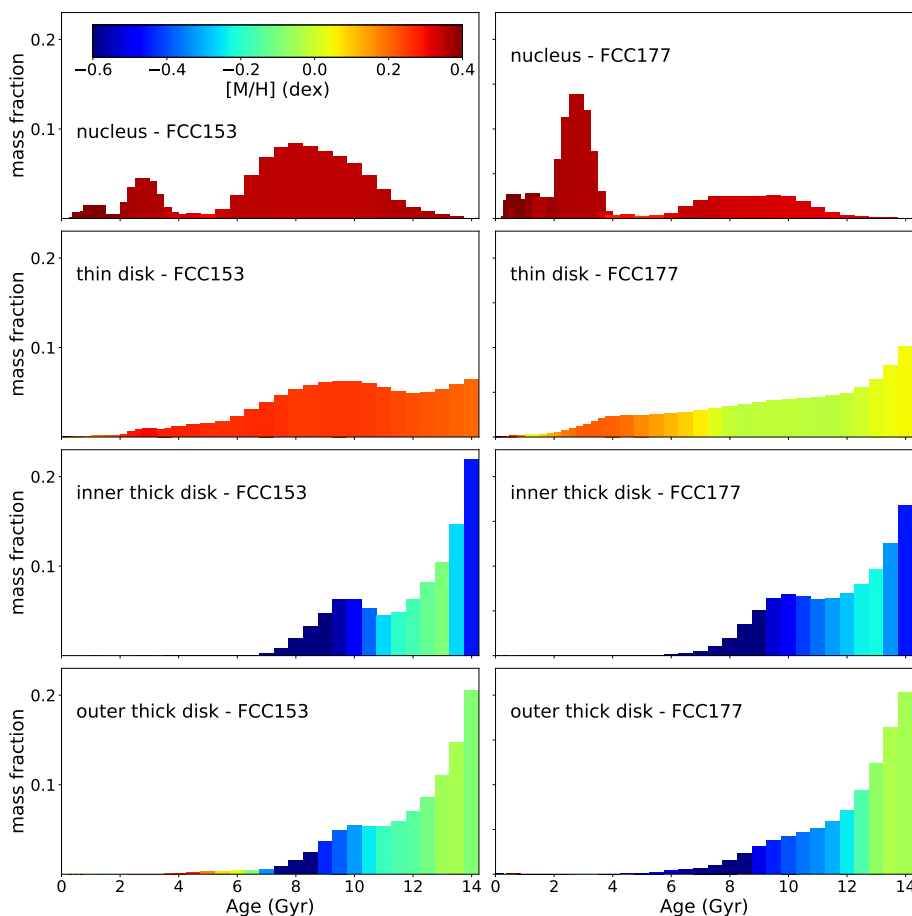 0.2
0.1
mass fraction
−0.6 −0.4 −0.2 0.0 0.2 0.4
[M/H] (dex)
nucleus - FCC153
nucleus - FCC177
0.2
0.1
mass fraction
thin disk - FCC153
thin disk - FCC177
0.2
0.1
mass fraction
inner thick disk - FCC153
inner thick disk - FCC177
0.2
0.1
mass fraction
outer thick disk - FCC153
outer thick disk - FCC177
0 2 4 6 8 10 12 14
Age (Gyr)
0 2 4 6 8 10 12 14
Age (Gyr)